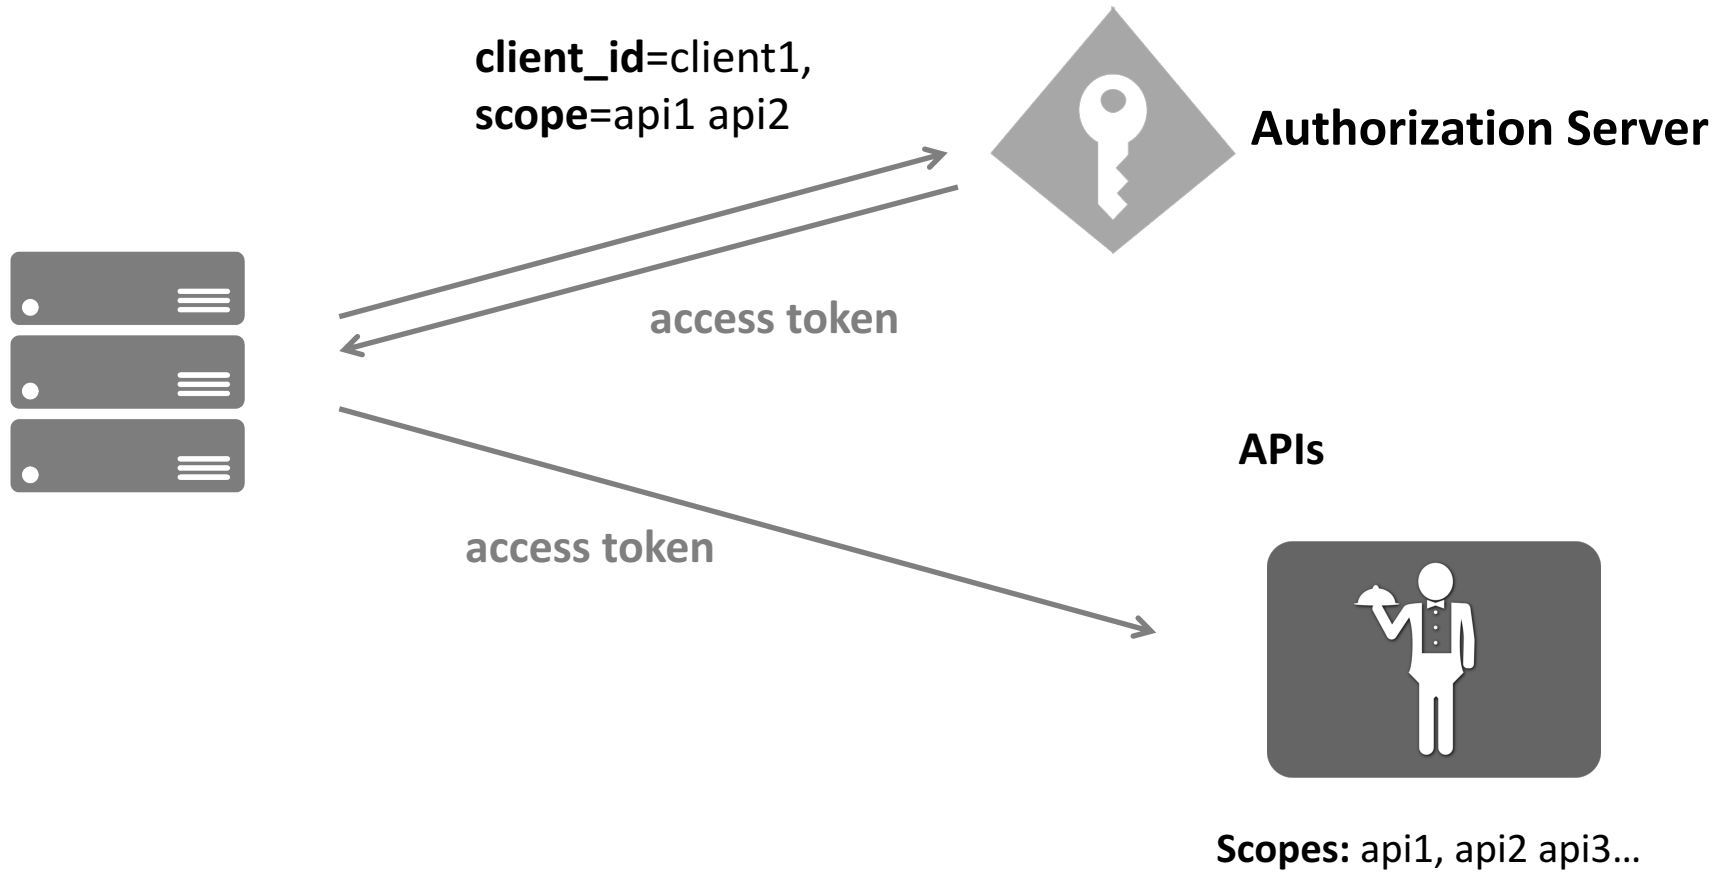 client_id=client1,
scope=api1 api2
Authorization Server
access token
APIs
access token
Scopes: api1, api2 api3...